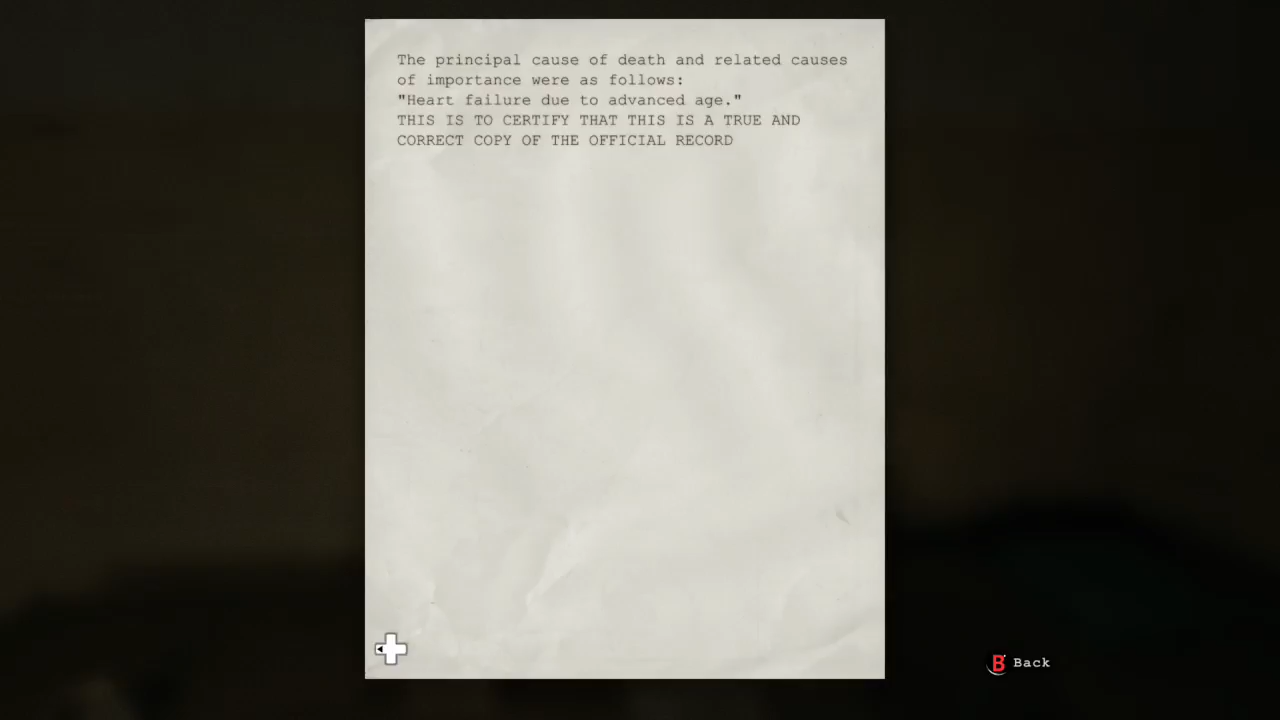 The principal cause of death and related causes
of importance were as follows:
"Heart failure due to advanced age."
THIS IS TO CERTIFY THAT THIS IS A TRUE AND
CORRECT COPY OF THE OFFICIAL RECORD
B Back